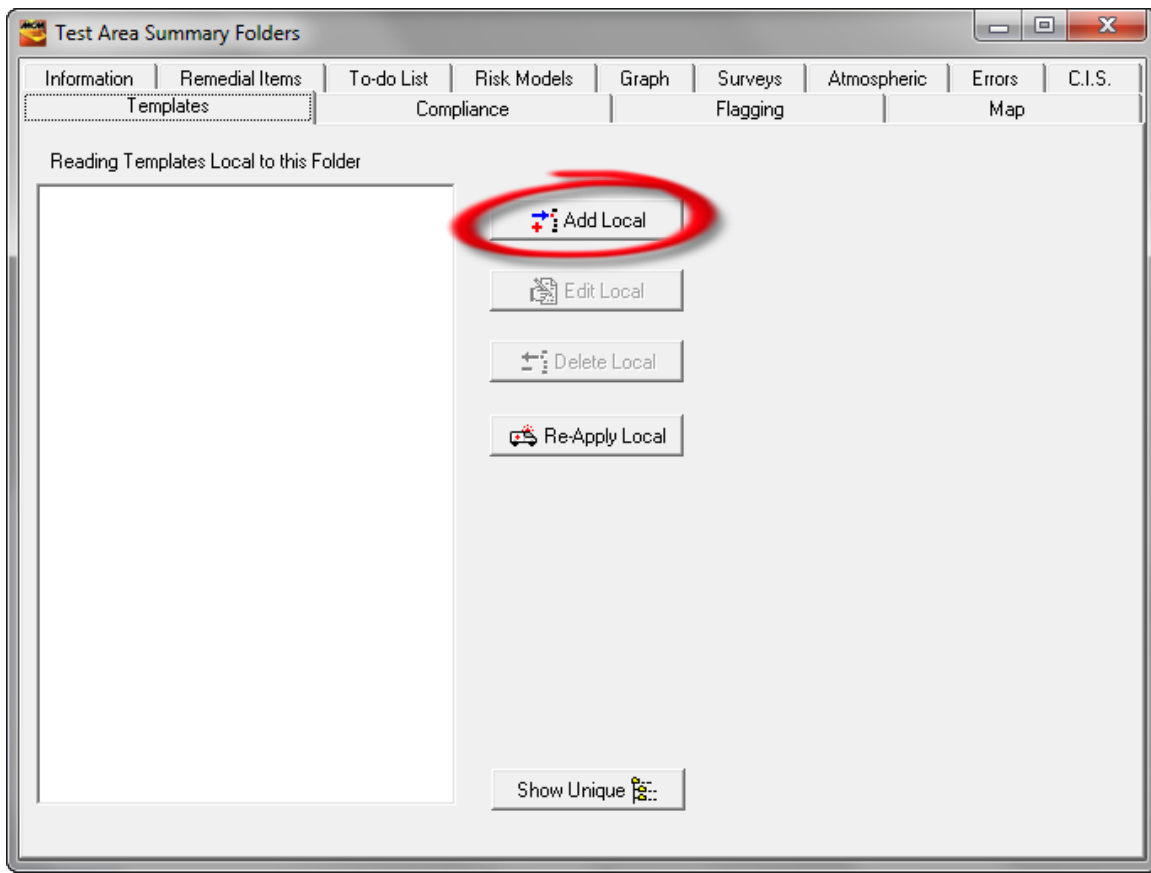 Test Area Summary Folders
Information Remedial Items To-do List Risk Models Graph Surveys Atmospheric Errors C.I.S.
Templates Compliance Flagging Map
Reading Templates Local to this Folder
Add Local
Edit Local
Delete Local
Re-Apply Local
Show Unique